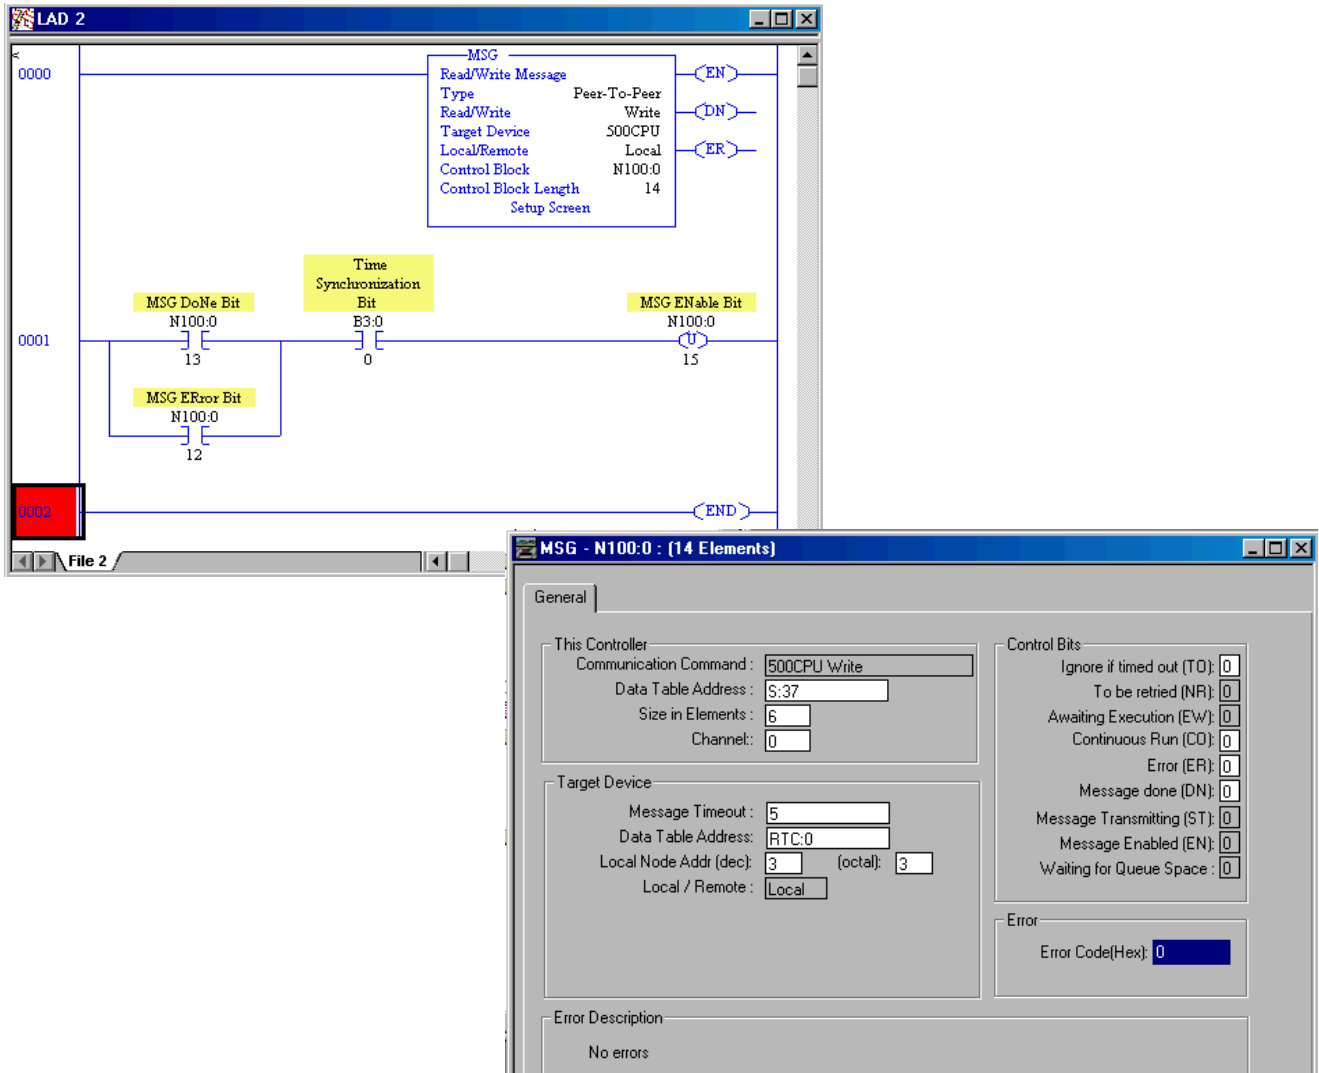 LAD 2
<
MSG
0000
Read/Write Message
(EN)
Type Peer-To-Peer
Read/Write Write
(DN)
Target Device 500CPU
Local/Remote Local
(ER)
Control Block N100:0
Control Block Length 14
Setup Screen
Time
Synchronization
Bit
MSG DoNe Bit
MSG ENable Bit
N100:0
B3:0
N100:0
0001
(U)
13
0
15
MSG ERror Bit
N100:0
12
0002
(END)
File 2
MSG - N100:0 : (14 Elements)
General
This Controller
Communication Command : 500CPU Write
Data Table Address : S:37
Size in Elements : 6
Channel:: 0
Target Device
Message Timeout : 5
Data Table Address: RTC:0
Local Node Addr (dec): 3 (octal): 3
Local / Remote : Local
Control Bits
Ignore if timed out (TO): 0
To be retried (NR): 0
Awaiting Execution (EW): 0
Continuous Run (CO): 0
Error (ER): 0
Message done (DN): 0
Message Transmitting (ST): 0
Message Enabled (EN): 0
Waiting for Queue Space : 0
Error
Error Code(Hex): 0
Error Description
No errors